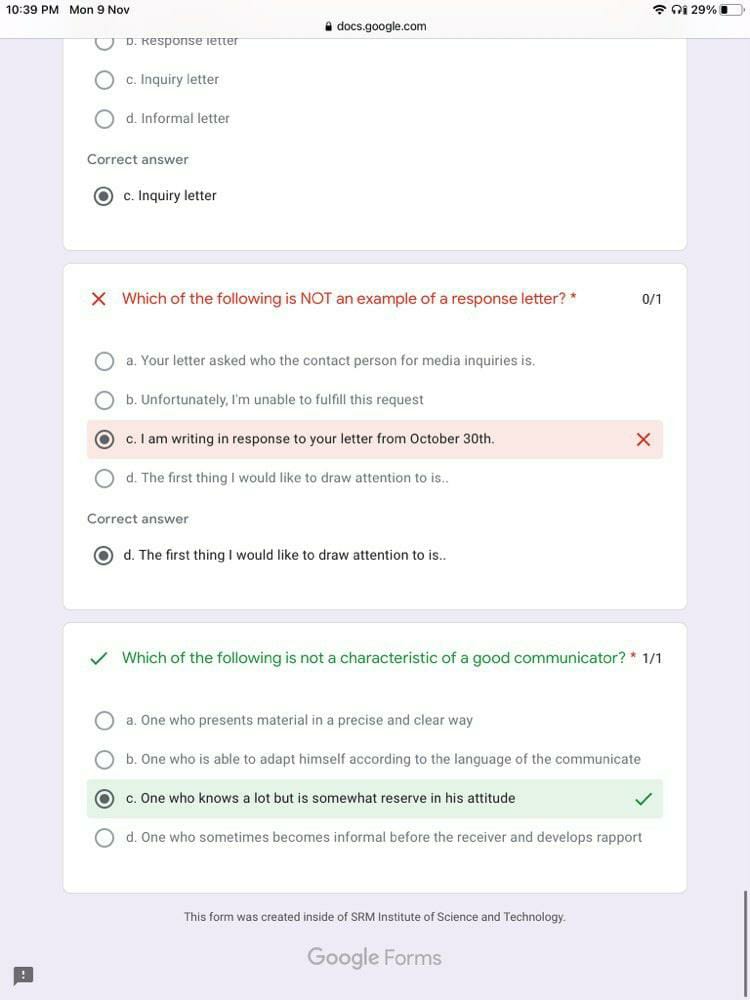 10:39 PM Mon 9 Nov
29%
docs.google.com
b. Response letter
c. Inquiry letter
d. Informal letter
Correct answer
c. Inquiry letter
Which of the following is NOT an example of a response letter? *
0/1
a. Your letter asked who the contact person for media inquiries is.
b. Unfortunately, I'm unable to fulfill this request
c. I am writing in response to your letter from October 30th.
d. The first thing I would like to draw attention to is..
Correct answer
d. The first thing I would like to draw attention to is..
Which of the following is not a characteristic of a good communicator? * 1/1
a. One who presents material in a precise and clear way
b. One who is able to adapt himself according to the language of the communicate
c. One who knows a lot but is somewhat reserve in his attitude
d. One who sometimes becomes informal before the receiver and develops rapport
This form was created inside of SRM Institute of Science and Technology.
Google Forms